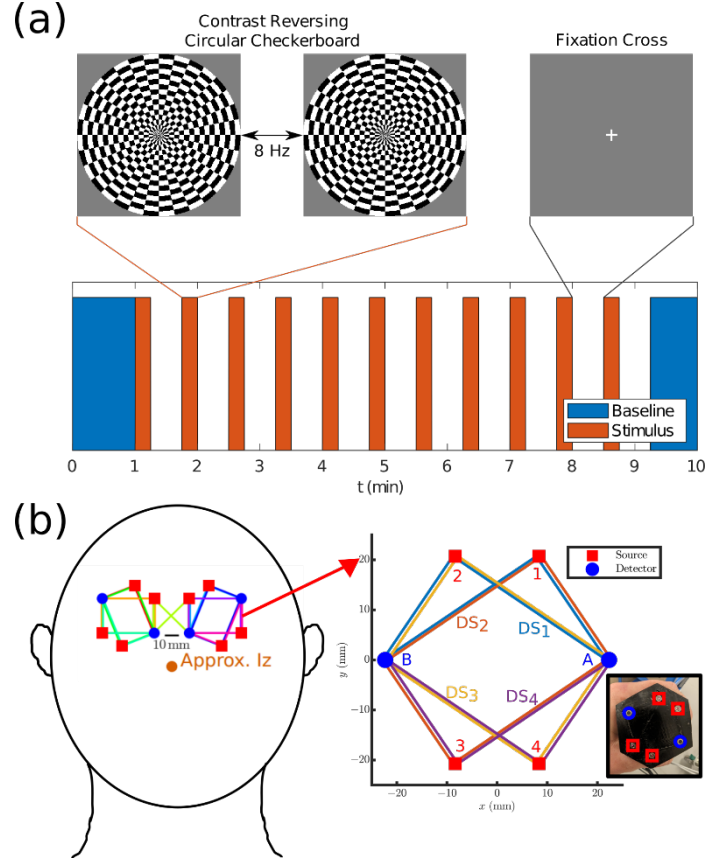 (a)
Contrast Reversing
Circular Checkerboard
Fixation Cross
8 Hz
Baseline
Stimulus
0 1 2 3 4 5 6 7 8 9 10
t (min)
(b)
10 mm
Approx. Iz
Source
Detector
20
10
0
−10
−20
y (mm)
2 1
DS2 DS1
B A
DS3 DS4
3 4
−20 −10 0 10 20
x (mm)